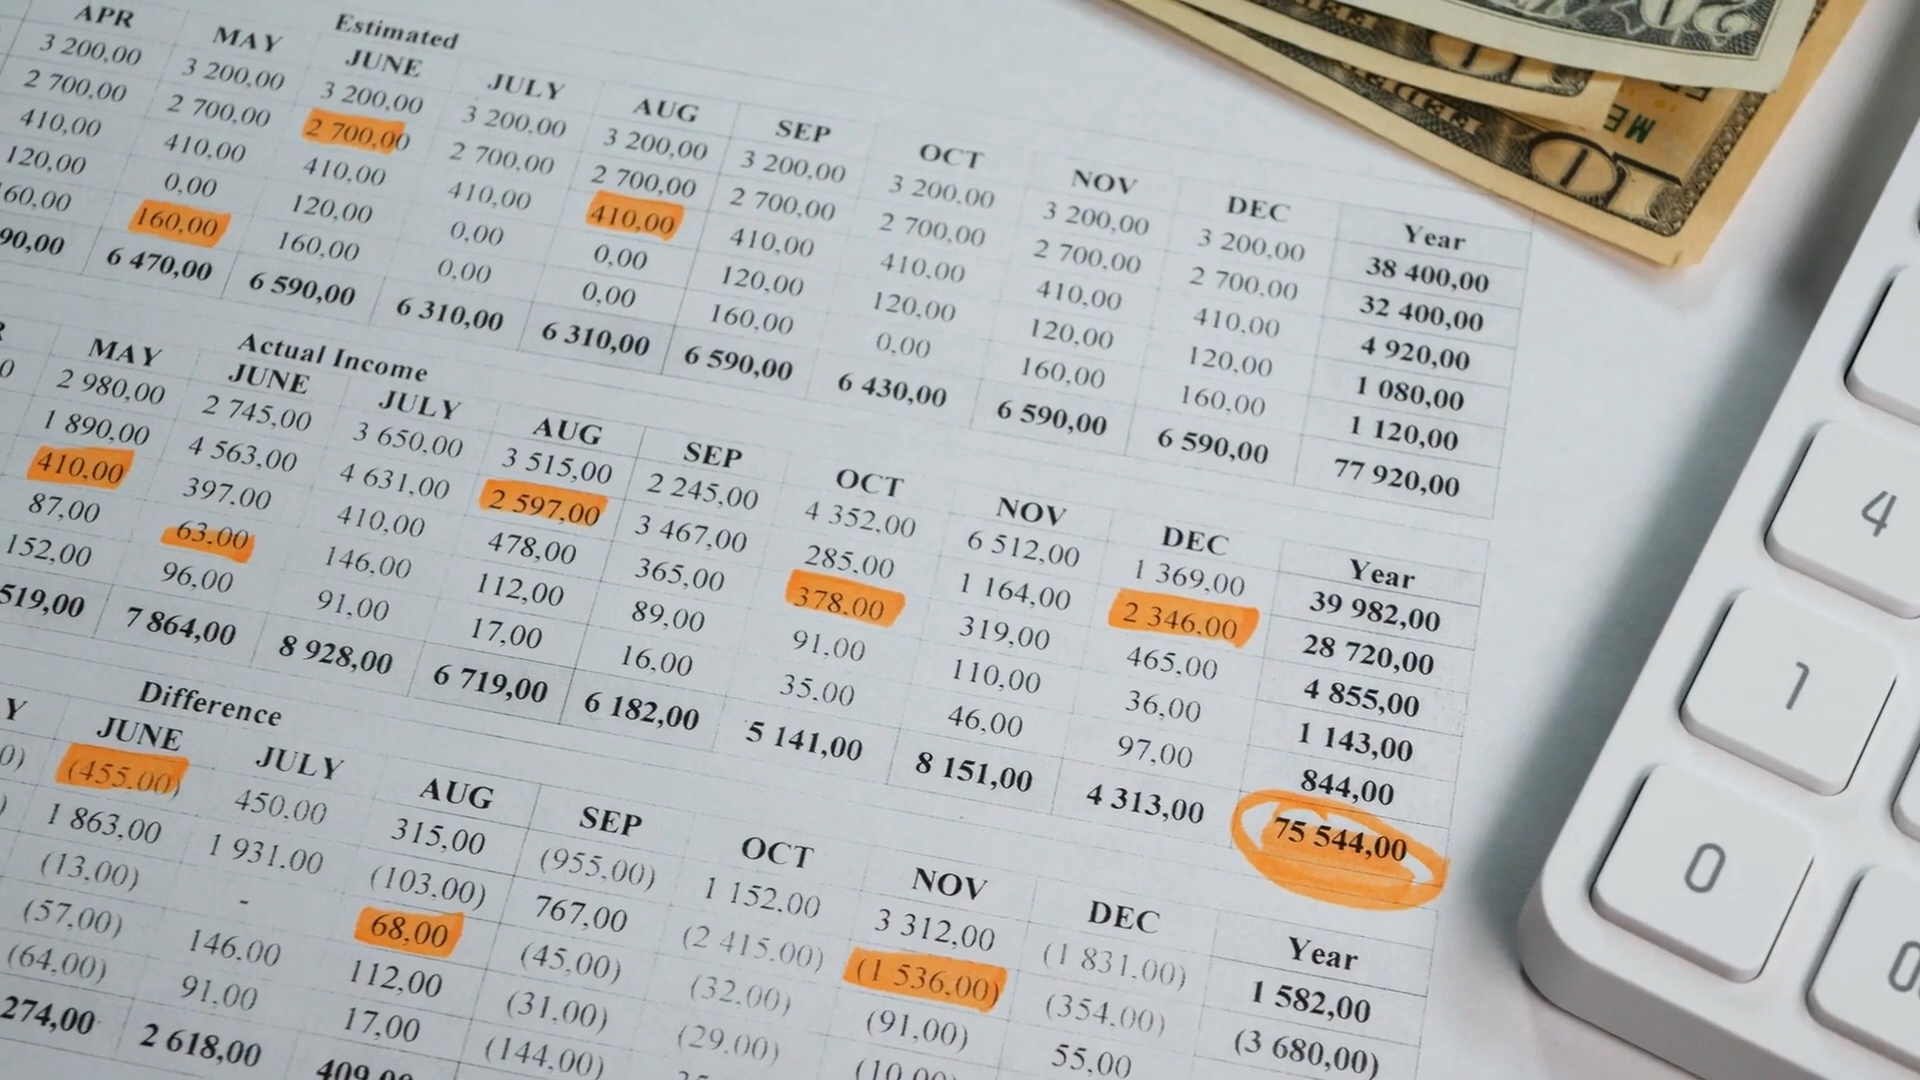 Estimated
APR MAY JUNE JULY AUG SEP OCT NOV DEC Year
3 200,00 3 200,00 3 200,00 3 200,00 3 200,00 3 200,00 3 200,00 3 200,00 3 200,00 38 400,00
2 700,00 2 700,00 2 700,00 2 700,00 2 700,00 2 700,00 2 700,00 2 700,00 2 700,00 32 400,00
410,00 410,00 410,00 410,00 410,00 410,00 410,00 410,00 410,00 4 920,00
120,00 0,00 120,00 0,00 0,00 120,00 120,00 120,00 120,00 1 080,00
60,00 160,00 160,00 0,00 0,00 160,00 0,00 160,00 160,00 1 120,00
90,00 6 470,00 6 590,00 6 310,00 6 310,00 6 590,00 6 430,00 6 590,00 6 590,00 77 920,00
Actual Income
MAY JUNE JULY AUG SEP OCT NOV DEC Year
0 2 980,00 2 745,00 3 650,00 3 515,00 2 245,00 4 352,00 6 512,00 1 369,00 39 982,00
1 890,00 4 563,00 4 631,00 2 597,00 3 467,00 285,00 1 164,00 2 346,00 28 720,00
410,00 397,00 410,00 478,00 365,00 378,00 319,00 465,00 4 855,00
87,00 63,00 146,00 112,00 89,00 91,00 110,00 36,00 1 143,00
152,00 96,00 91,00 17,00 16,00 35,00 46,00 97,00 844,00
519,00 7 864,00 8 928,00 6 719,00 6 182,00 5 141,00 8 151,00 4 313,00 75 544,00
Difference
Y JUNE JULY AUG SEP OCT NOV DEC Year
0) (455,00) 450,00 315,00 (955,00) 1 152,00 3 312,00 (1 831,00) 1 582,00
) 1 863,00 1 931,00 (103,00) 767,00 (2 415,00) (1 536,00) (354,00) (3 680,00)
(13,00) - 68,00 (45,00) (32,00) (91,00) 55,00
(57,00) 146,00 112,00 (31,00) (29,00)
(64,00) 91,00 17,00 (144,00)
274,00 2 618,00
10
10
4
1
0